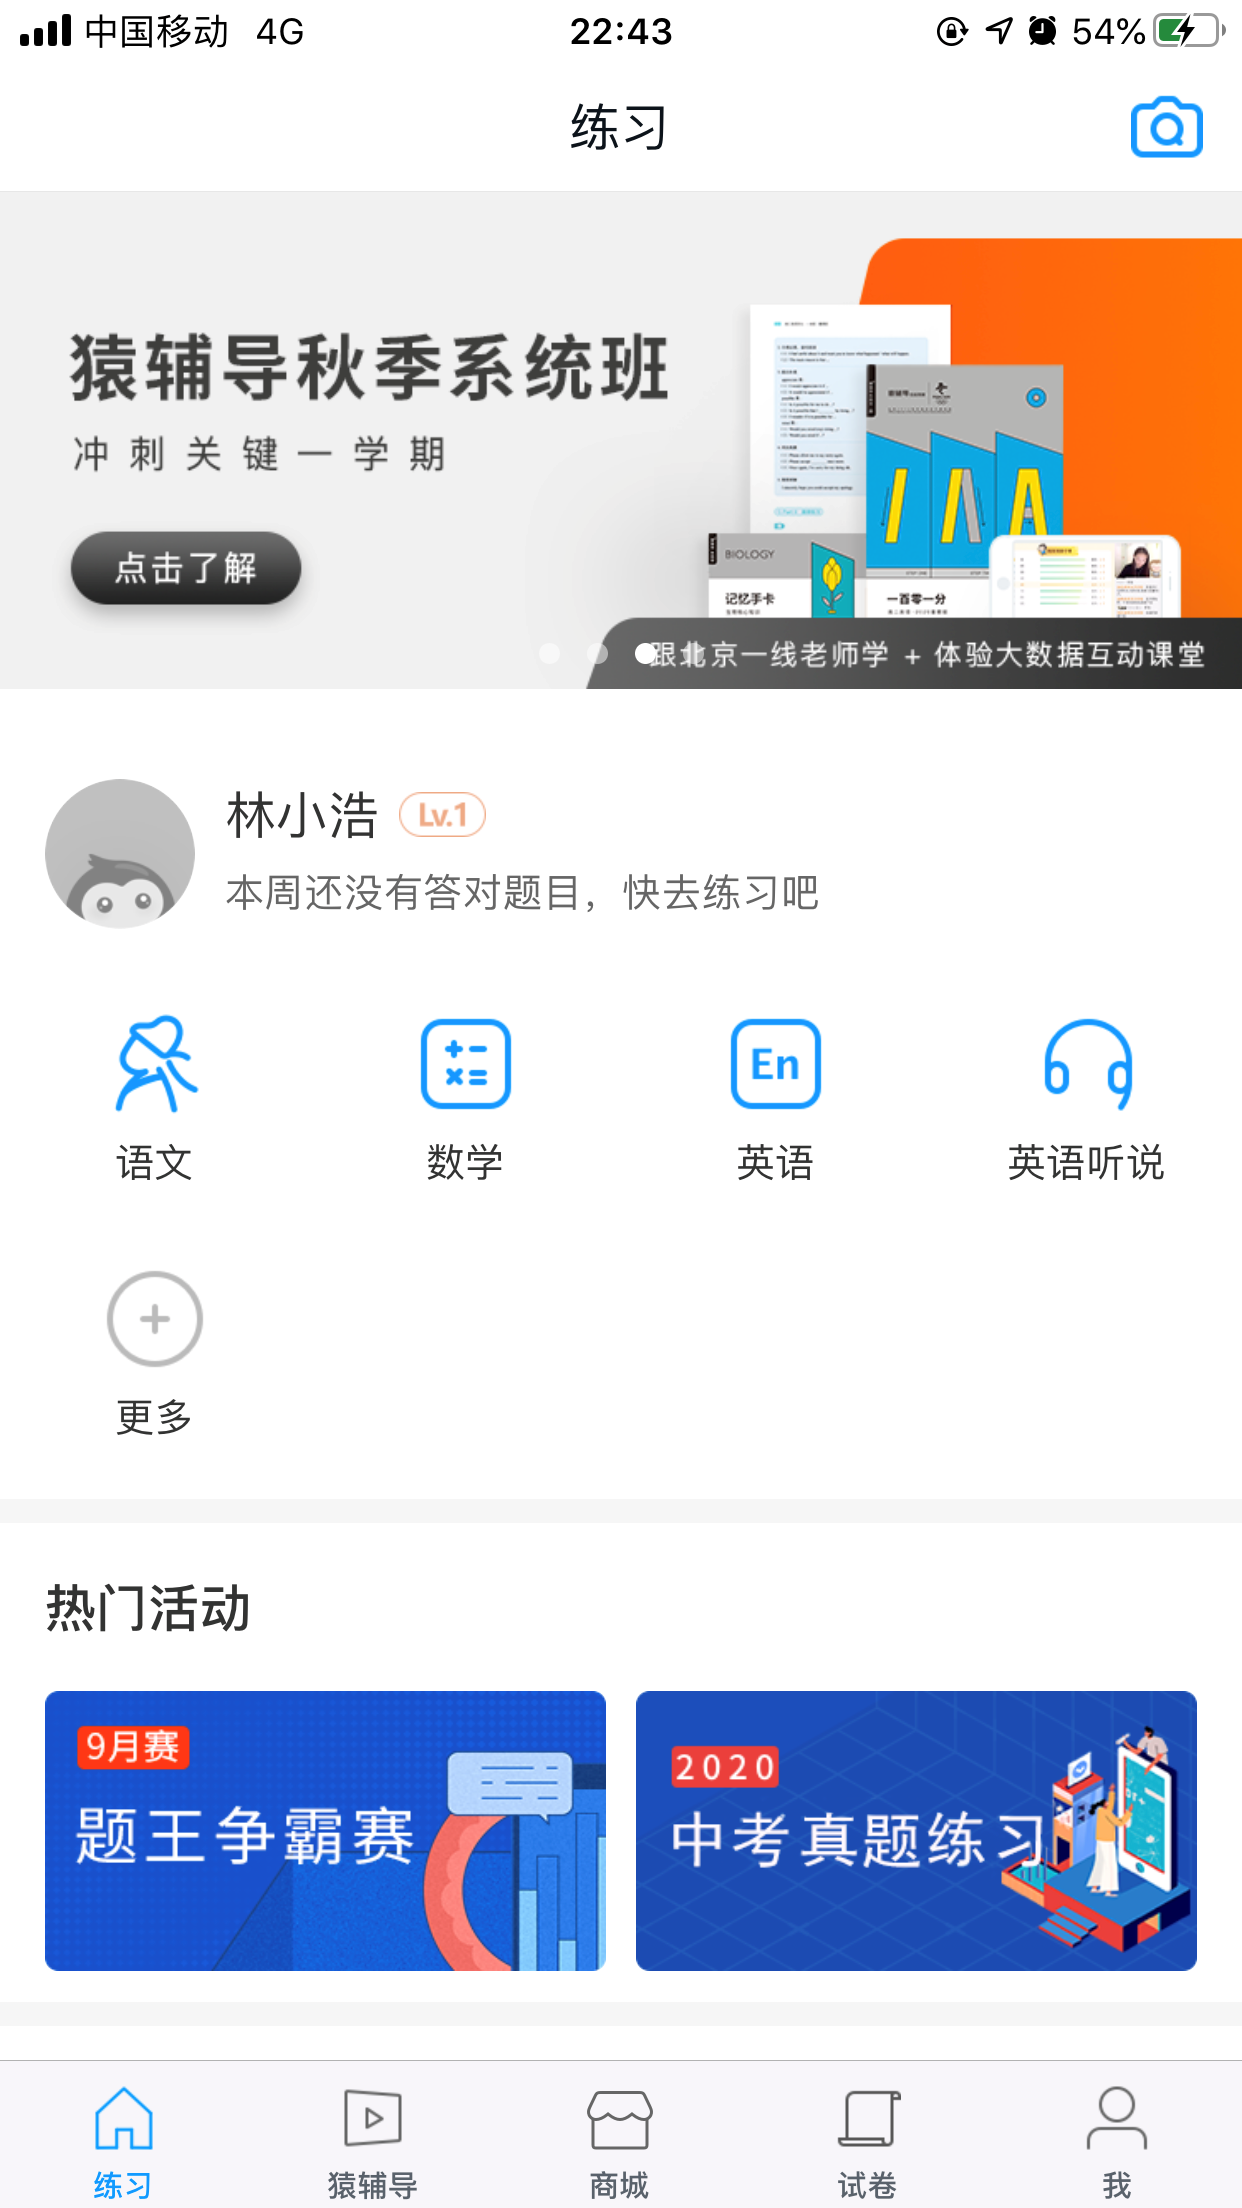 中国移动 4G 22:43 54%
练习
猿辅导秋季系统班
冲刺关键一学期
点击了解
BIOLOGY
记忆手卡
一百零一分
跟北京一线老师学 + 体验大数据互动课堂
林小浩 Lv.1
本周还没有答对题目，快去练习吧
En
语文 数学 英语 英语听说
更多
热门活动
9月赛
题王争霸赛
2020
中考真题练习
练习 猿辅导 商城 试卷 我